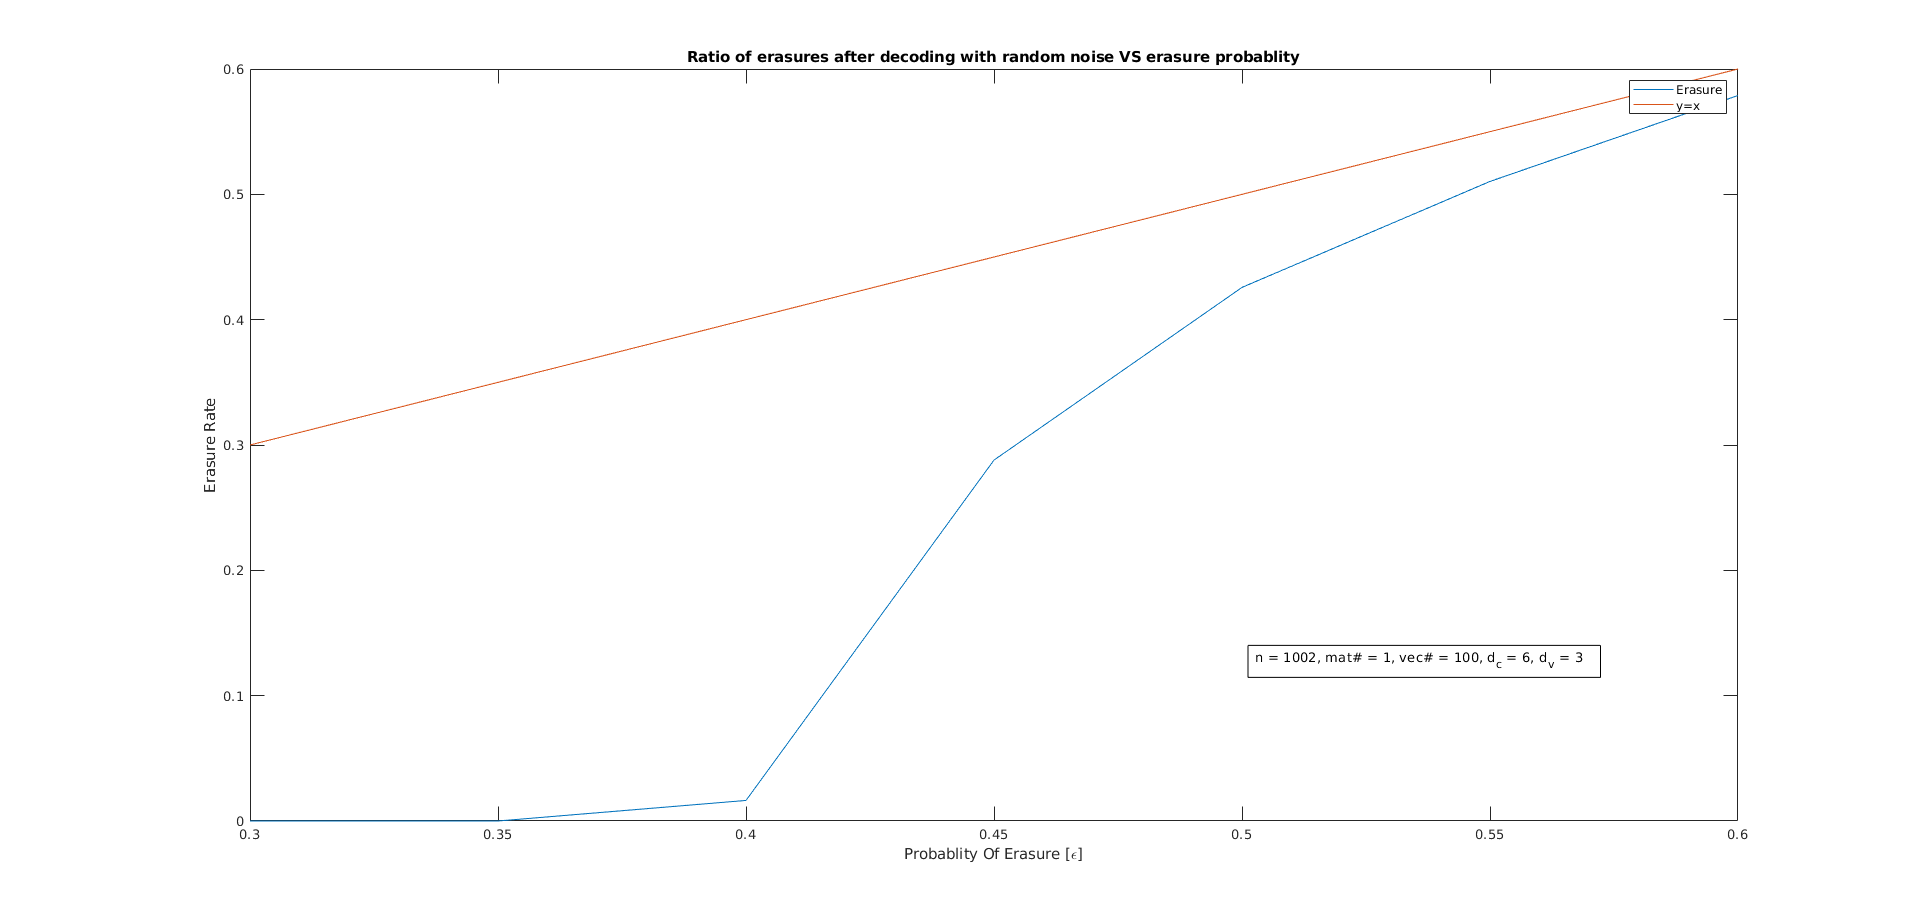 Ratio of erasures after decoding with random noise VS erasure probablity
Erasure
y=x
0.6
0.5
0.4
0.3
0.2
0.1
0
Erasure Rate
n = 1002, mat# = 1, vec# = 100, d_c = 6, d_v = 3
0.3 0.35 0.4 0.45 0.5 0.55 0.6
Probablity Of Erasure [ϵ]